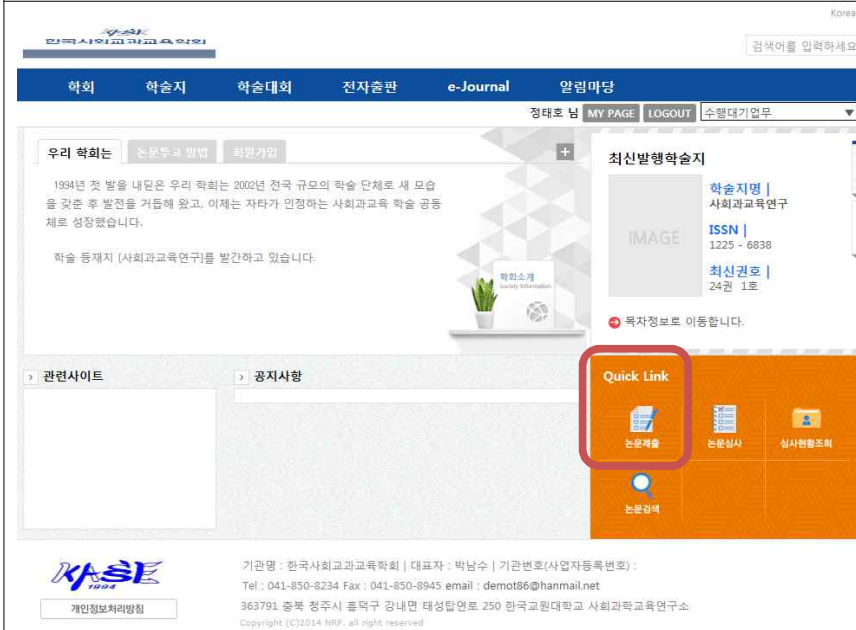 Korea
한국사회교과교육학회
검색어를 입력하세요
학회 학술지 학술대회 전자출판 e-Journal 알림마당
정태호 님 MY PAGE LOGOUT 수행대기업무
우리 학회는 논문투고 방법 회원가입
1994년 첫 발을 내딛은 우리 학회는 2002년 전국 규모의 학술 단체로 새 모습
을 갖춘 후 발전을 거듭해 왔고, 이제는 자타가 인정하는 사회과교육 학술 공동
체로 성장했습니다.
학술 등재지 [사회과교육연구]를 발간하고 있습니다.
학회소개
Society Information
최신발행학술지
IMAGE
학술지명 |
사회과교육연구
ISSN |
1225 - 6838
최신권호 |
24권 1호
목차정보로 이동합니다.
관련사이트
공지사항
Quick Link
논문제출 논문심사 심사현황조회
논문검색
KASE
1994
개인정보처리방침
기관명 : 한국사회교과교육학회 | 대표자 : 박남수 | 기관번호(사업자등록번호) :
Tel : 041-850-8234 Fax : 041-850-8945 email : demot86@hanmail.net
363791 충북 청주시 흥덕구 강내면 태성탑연로 250 한국교원대학교 사회과학교육연구소
Copyright (C)2014 NRF. all right reserved